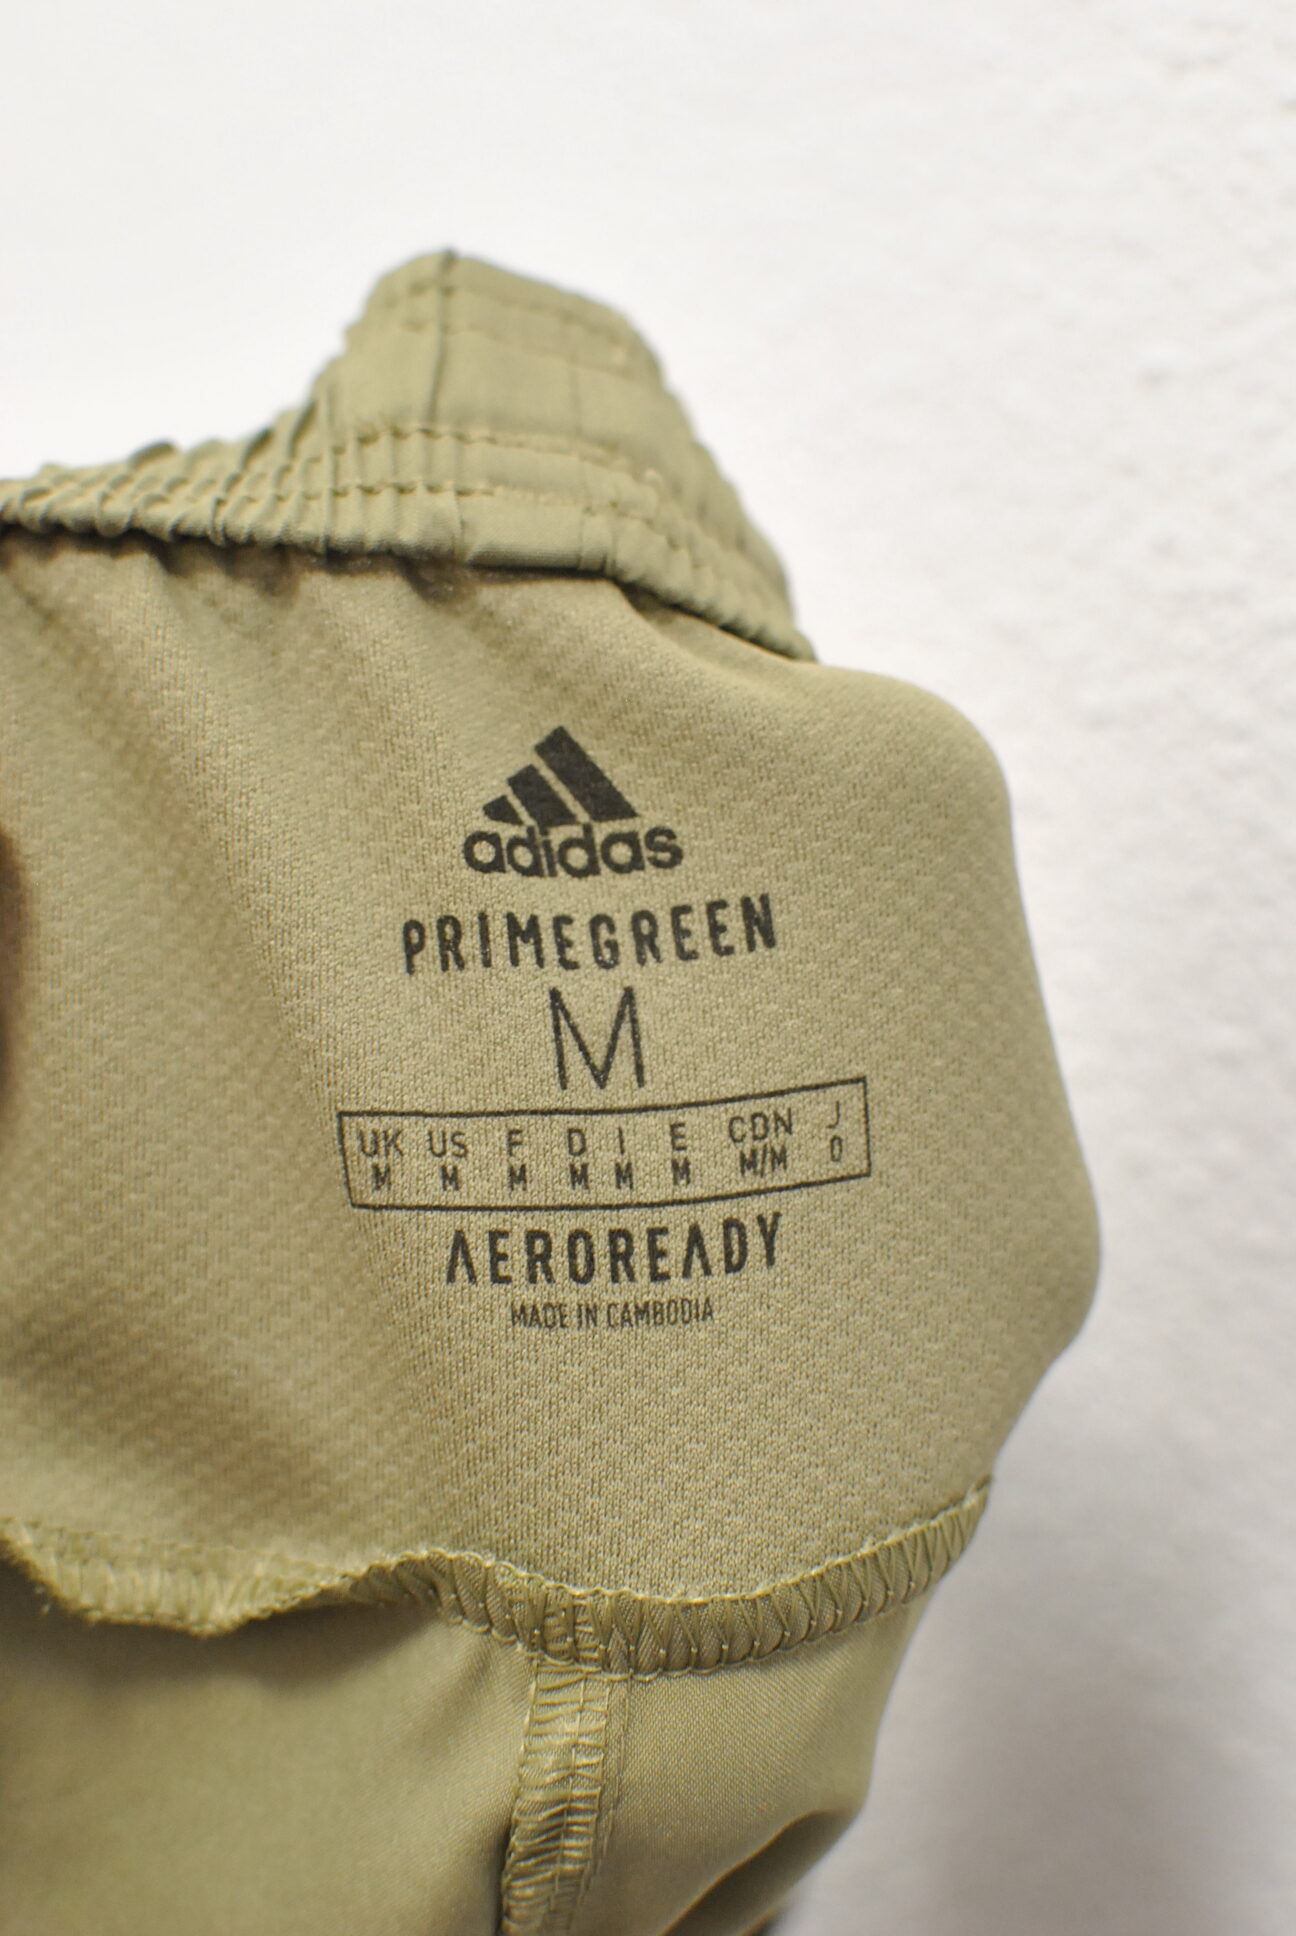 adidas
PRIMEGREEN
M
UK US F D I E CDN J
M M M M M M M/M O
AEROREADY
MADE IN CAMBODIA